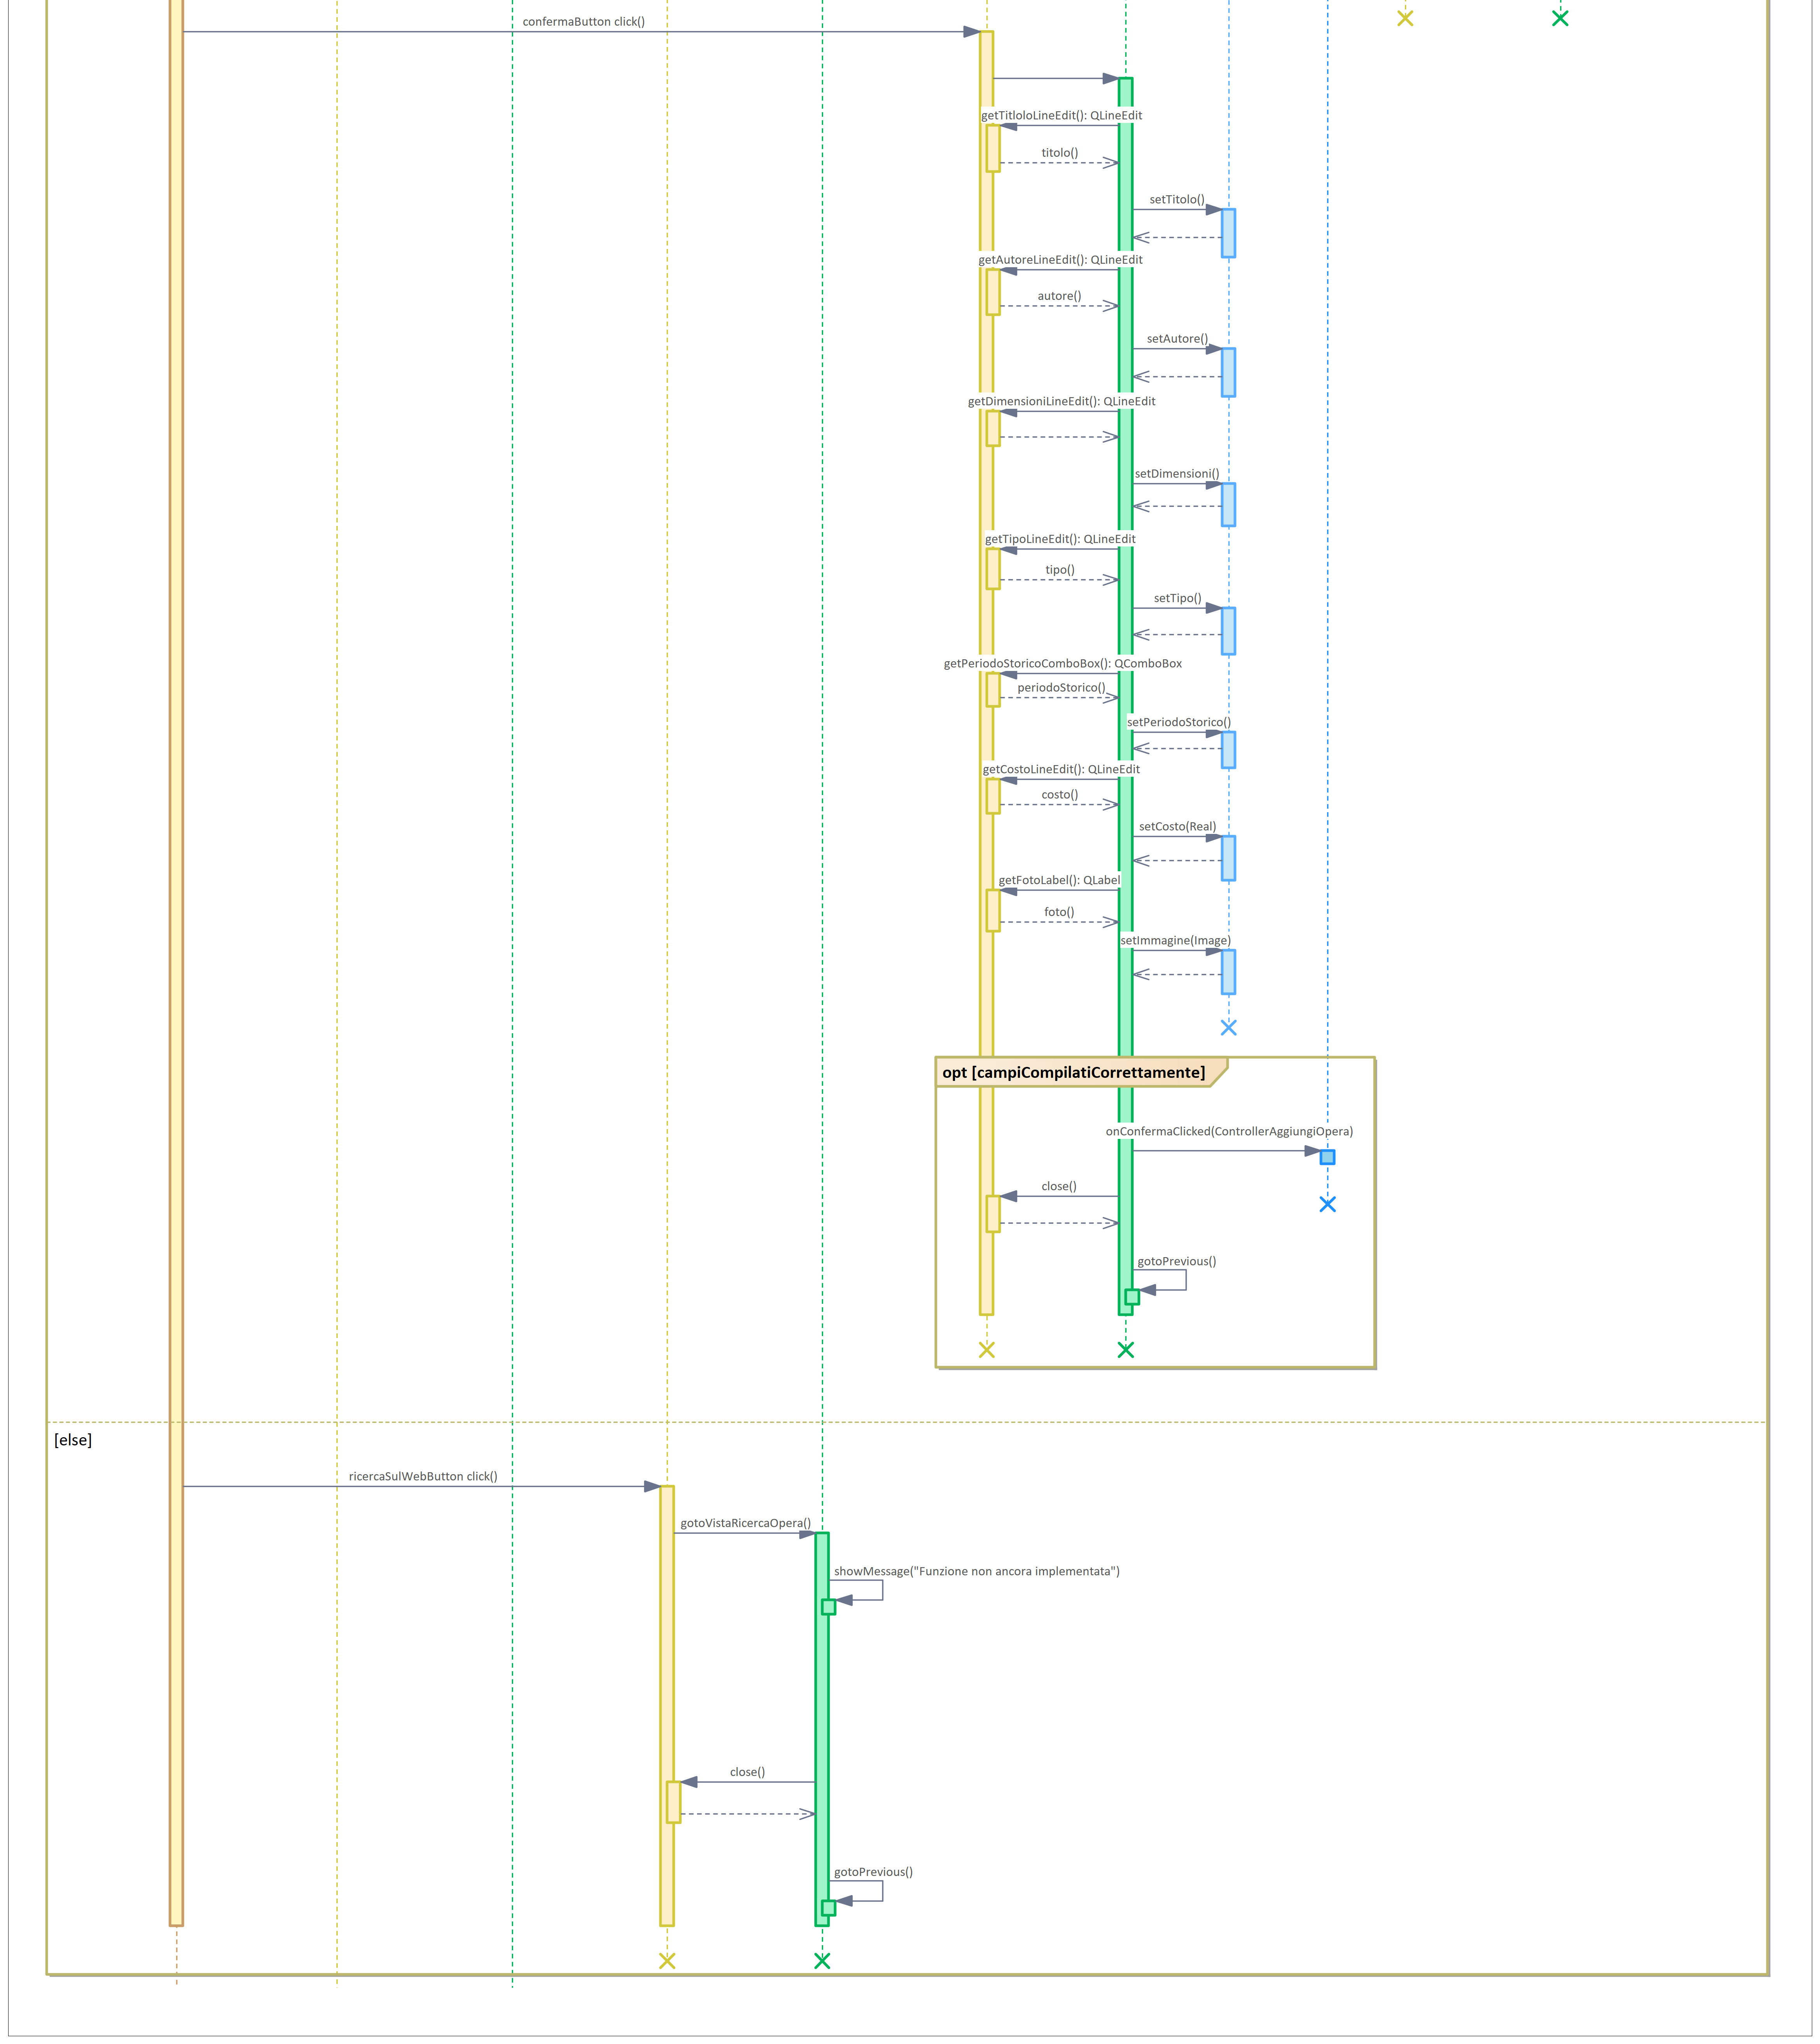 confermaButton click()
getTitloloLineEdit(): QLineEdit
titolo()
setTitolo()
getAutoreLineEdit(): QLineEdit
autore()
setAutore()
getDimensioniLineEdit(): QLineEdit
setDimensioni()
getTipoLineEdit(): QLineEdit
tipo()
setTipo()
getPeriodoStoricoComboBox(): QComboBox
periodoStorico()
setPeriodoStorico()
getCostoLineEdit(): QLineEdit
costo()
setCosto(Real)
getFotoLabel(): QLabel
foto()
setImmagine(Image)
opt [campiCompilatiCorrettamente]
onConfermaClicked(ControllerAggiungiOpera)
close()
gotoPrevious()
[else]
ricercaSulWebButton click()
gotoVistaRicercaOpera()
showMessage("Funzione non ancora implementata")
close()
gotoPrevious()